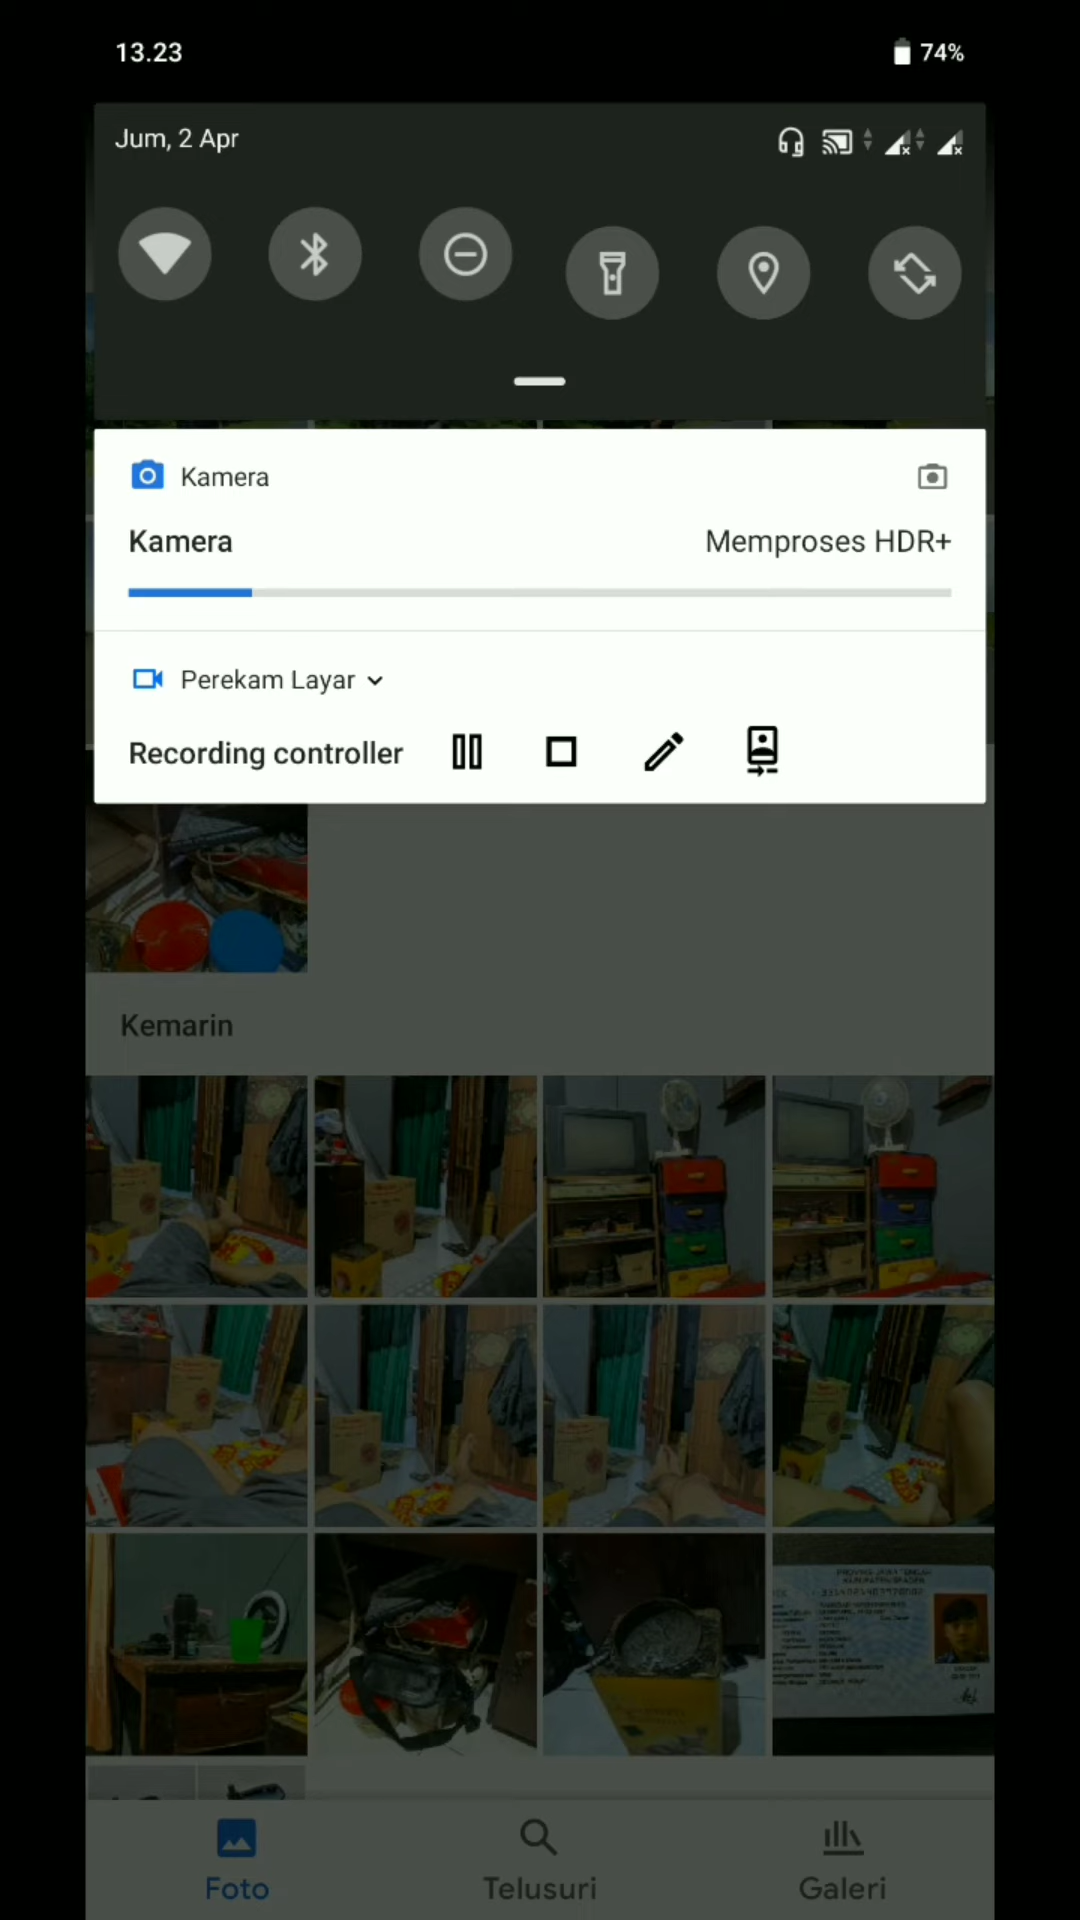 13.23
74%
Jum, 2 Apr
Kamera
Kamera
Memproses HDR+
Perekam Layar
Recording controller
Kemarin
Foto
Telusuri
Galeri